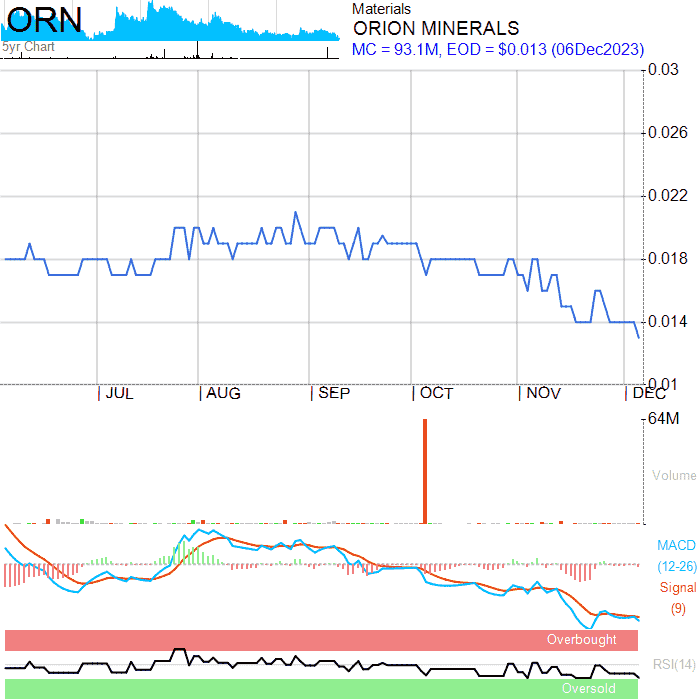 ORN
5yr Chart
Materials
ORION MINERALS
MC = 93.1M, EOD = $0.013 (06Dec2023)
0.03
0.026
0.022
0.018
0.014
0.01
JUL
AUG
SEP
OCT
NOV
DEC
64M
Volume
MACD
(12-26)
Signal
(9)
Overbought
RSI(14)
Oversold